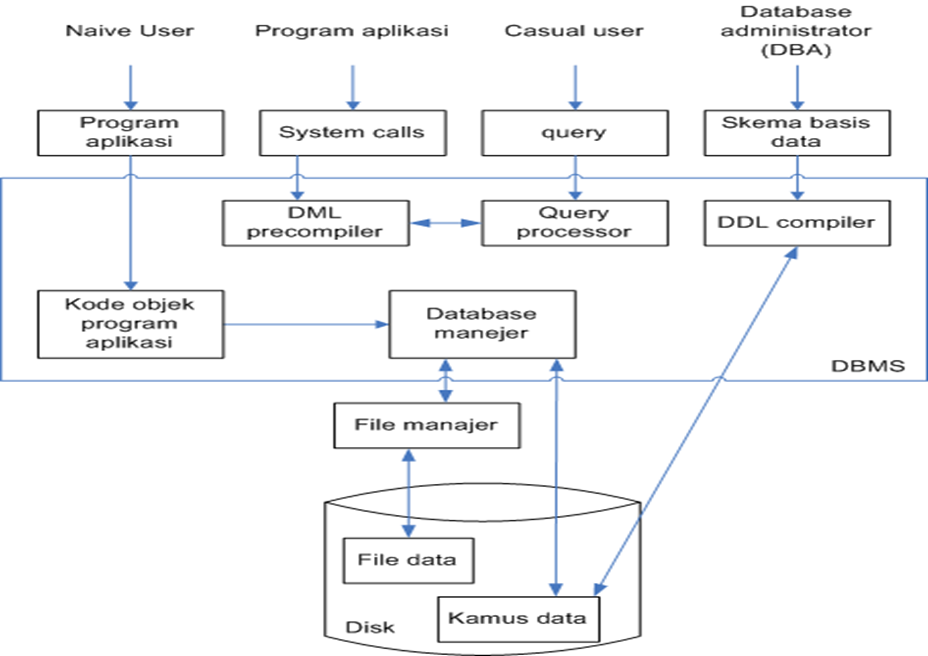 Naive User
Program aplikasi
Casual user
Database
administrator
(DBA)
Program
aplikasi
System calls
query
Skema basis
data
DML
precompiler
Query
processor
DDL compiler
Kode objek
program
aplikasi
Database
manejer
DBMS
File manajer
File data
Kamus data
Disk